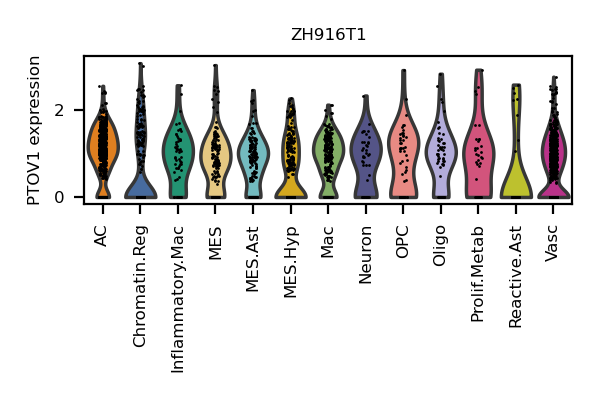 ZH916T1
PTOV1 expression
2
0
AC
Chromatin.Reg
Inflammatory.Mac
MES
MES.Ast
MES.Hyp
Mac
Neuron
OPC
Oligo
Prolif.Metab
Reactive.Ast
Vasc